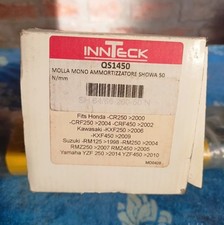 INNTECK
QS1450
MOLLA MONO AMMORTIZZATORE SHOWA 50
N/mm
Fits Honda -CR250 >2000
-CRF250 >2004 -CRF450 >2002
Kawasaki -KXF250 >2006
-KXF450 >2009
Suzuki -RM125 >1998 -RM250 >2004
RMZ250 >2007 RMZ450 >2005
Yamaha YZF 250 >2014 YZF450 >2010